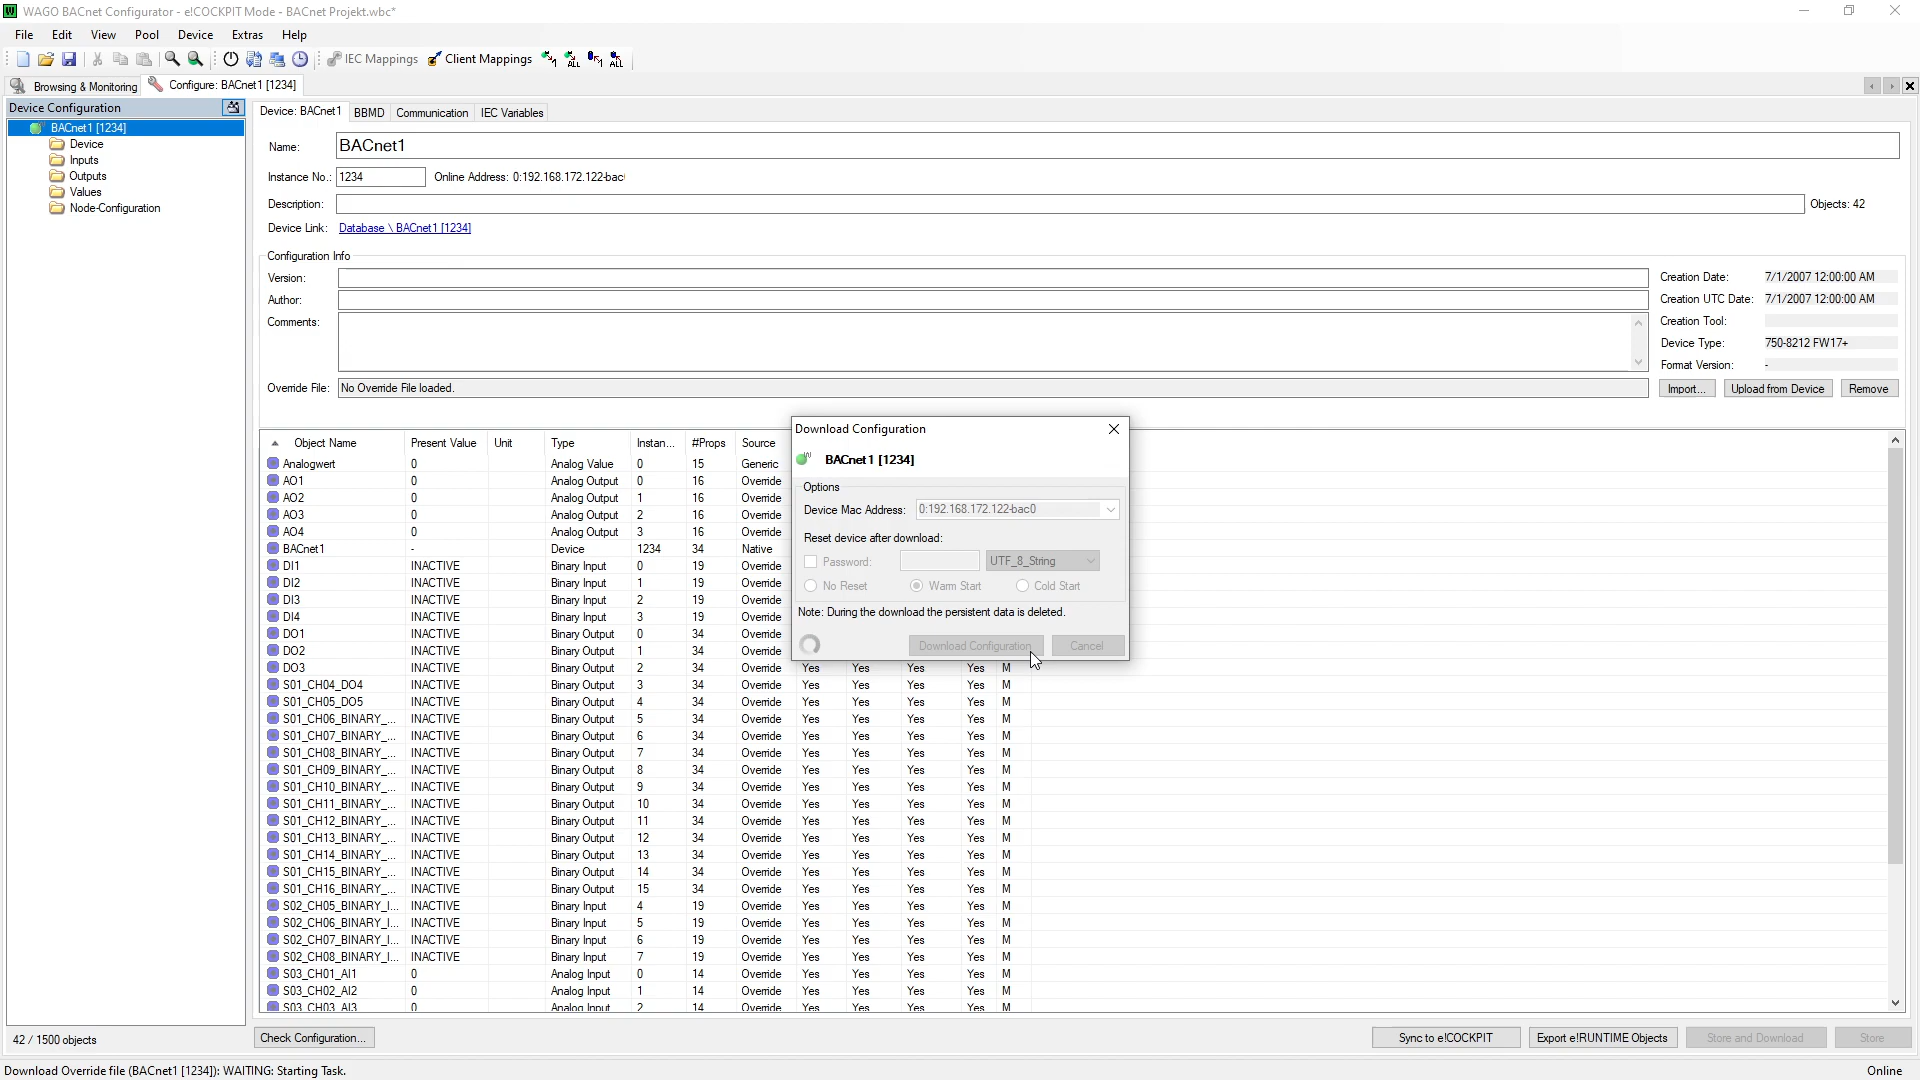 WAGO BACnet Configurator - e!COCKPIT Mode - BACnet Projekt.wbc*
File Edit View Pool Device Extras Help
IEC Mappings Client Mappings ALL ALL
Browsing & Monitoring Configure: BACnet1 [1234]
Device Configuration
BACnet1 [1234]
Device
Inputs
Outputs
Values
Node-Configuration
42 / 1500 objects
Device: BACnet1 BBMD Communication IEC Variables
Name: BACnet1
Instance No.: 1234 Online Address: 0:192.168.172.122-bac
Description: Objects: 42
Device Link: Database \ BACnet1 [1234]
Configuration Info
Version: Creation Date: 7/1/2007 12:00:00 AM
Author: Creation UTC Date: 7/1/2007 12:00:00 AM
Comments: Creation Tool:
Device Type: 750-8212 FW17+
Format Version: -
Override File: No Override File loaded. Import... Upload from Device Remove
Object Name Present Value Unit Type Instan... #Props Source
Analogwert 0 Analog Value 0 15 Generic
AO1 0 Analog Output 0 16 Override
AO2 0 Analog Output 1 16 Override
AO3 0 Analog Output 2 16 Override
AO4 0 Analog Output 3 16 Override
BACnet1 - Device 1234 34 Native
DI1 INACTIVE Binary Input 0 19 Override
DI2 INACTIVE Binary Input 1 19 Override
DI3 INACTIVE Binary Input 2 19 Override
DI4 INACTIVE Binary Input 3 19 Override
DO1 INACTIVE Binary Output 0 34 Override
DO2 INACTIVE Binary Output 1 34 Override
DO3 INACTIVE Binary Output 2 34 Override Yes Yes Yes Yes M
S01_CH04_DO4 INACTIVE Binary Output 3 34 Override Yes Yes Yes Yes M
S01_CH05_DO5 INACTIVE Binary Output 4 34 Override Yes Yes Yes Yes M
S01_CH06_BINARY_... INACTIVE Binary Output 5 34 Override Yes Yes Yes Yes M
S01_CH07_BINARY_... INACTIVE Binary Output 6 34 Override Yes Yes Yes Yes M
S01_CH08_BINARY_... INACTIVE Binary Output 7 34 Override Yes Yes Yes Yes M
S01_CH09_BINARY_... INACTIVE Binary Output 8 34 Override Yes Yes Yes Yes M
S01_CH10_BINARY_... INACTIVE Binary Output 9 34 Override Yes Yes Yes Yes M
S01_CH11_BINARY_... INACTIVE Binary Output 10 34 Override Yes Yes Yes Yes M
S01_CH12_BINARY_... INACTIVE Binary Output 11 34 Override Yes Yes Yes Yes M
S01_CH13_BINARY_... INACTIVE Binary Output 12 34 Override Yes Yes Yes Yes M
S01_CH14_BINARY_... INACTIVE Binary Output 13 34 Override Yes Yes Yes Yes M
S01_CH15_BINARY_... INACTIVE Binary Output 14 34 Override Yes Yes Yes Yes M
S01_CH16_BINARY_... INACTIVE Binary Output 15 34 Override Yes Yes Yes Yes M
S02_CH05_BINARY_I... INACTIVE Binary Input 4 19 Override Yes Yes Yes Yes M
S02_CH06_BINARY_I... INACTIVE Binary Input 5 19 Override Yes Yes Yes Yes M
S02_CH07_BINARY_I... INACTIVE Binary Input 6 19 Override Yes Yes Yes Yes M
S02_CH08_BINARY_I... INACTIVE Binary Input 7 19 Override Yes Yes Yes Yes M
S03_CH01_AI1 0 Analog Input 0 14 Override Yes Yes Yes Yes M
S03_CH02_AI2 0 Analog Input 1 14 Override Yes Yes Yes Yes M
S03_CH03_AI3 0 Analog Input 2 14 Override Yes Yes Yes Yes M
Download Configuration
BACnet1 [1234]
Options
Device Mac Address: 0:192.168.172.122-bac0
Reset device after download:
Password: UTF_8_String
No Reset Warm Start Cold Start
Note: During the download the persistent data is deleted.
Download Configuration Cancel
Check Configuration... Sync to e!COCKPIT Export e!RUNTIME Objects Store and Download Store
Download Override file (BACnet1 [1234]): WAITING: Starting Task. Online